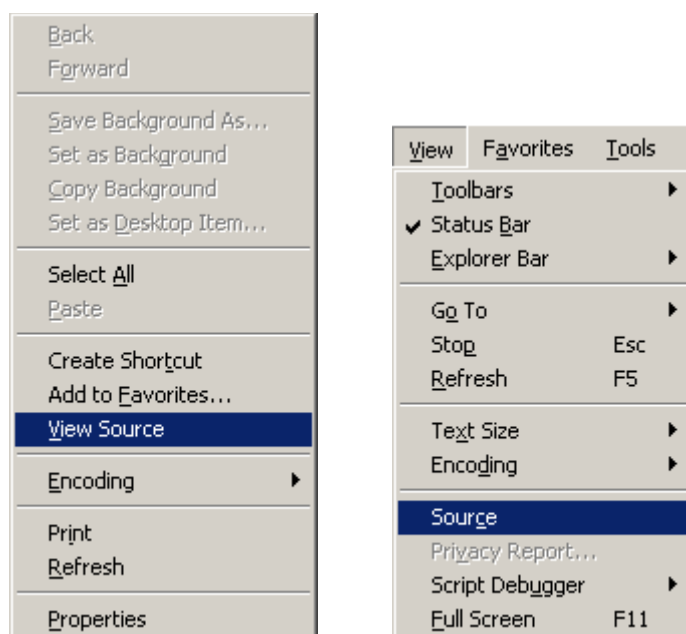 Back
Forward
Save Background As...
Set as Background
Copy Background
Set as Desktop Item...
Select All
Paste
Create Shortcut
Add to Favorites...
View Source
Encoding
Print
Refresh
Properties
View Favorites Tools
Toolbars
Status Bar
Explorer Bar
Go To
Stop Esc
Refresh F5
Text Size
Encoding
Source
Privacy Report...
Script Debugger
Full Screen F11